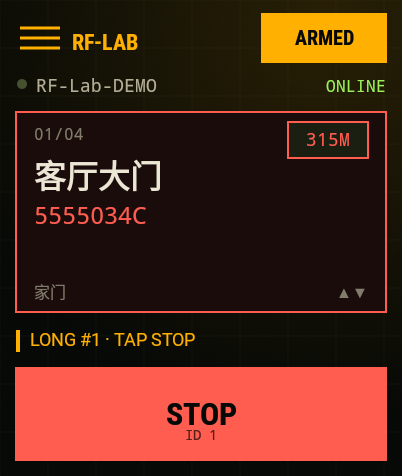 RF-LAB
ARMED
RF-Lab-DEMO
ONLINE
01/04
315M
客厅大门
5555034C
家门
▲▼
LONG #1 · TAP STOP
STOP
ID 1